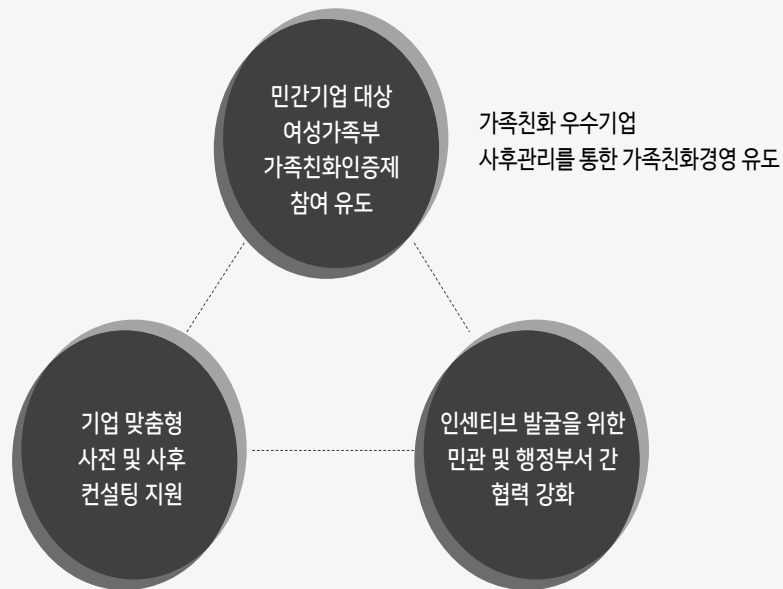 민간기업 대상
여성가족부
가족친화인증제
참여 유도
가족친화 우수기업
사후관리를 통한 가족친화경영 유도
기업 맞춤형
사전 및 사후
컨설팅 지원
인센티브 발굴을 위한
민관 및 행정부서 간
협력 강화